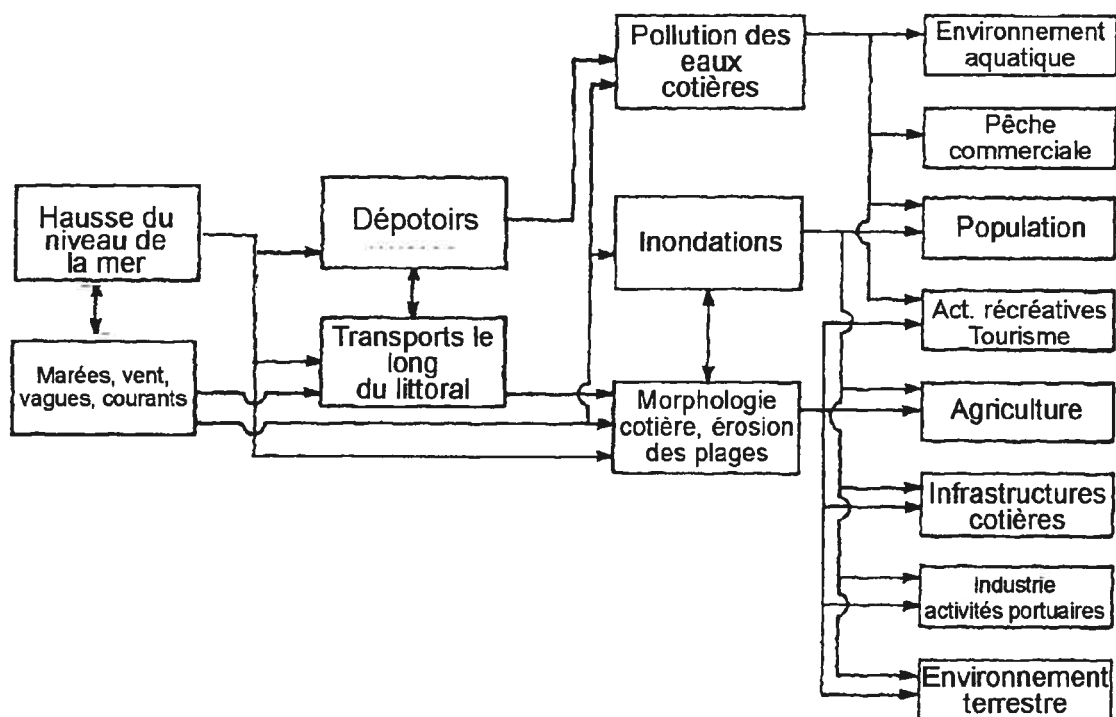 Hausse du
niveau de
la mer
Marées, vent,
vagues, courants
Dépotoirs
Transports le
long
du littoral
Pollution des
eaux
cotières
Inondations
Morphologie
cotière, érosion
des plages
Environnement
aquatique
Pêche
commerciale
Population
Act. récréatives
Tourisme
Agriculture
Infrastructures
cotières
Industrie
activités portuaires
Environnement
terrestre